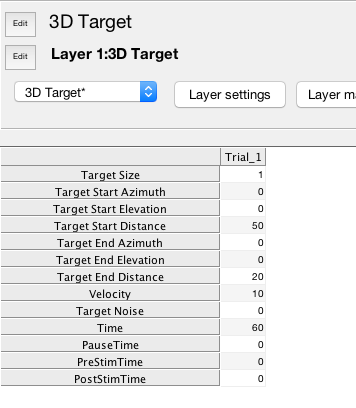 Edit 3D Target
Edit Layer 1:3D Target
3D Target* Layer settings
Trial_1
Target Size 1
Target Start Azimuth 0
Target Start Elevation 0
Target Start Distance 50
Target End Azimuth 0
Target End Elevation 0
Target End Distance 20
Velocity 10
Target Noise 0
Time 60
PauseTime 0
PreStimTime 0
PostStimTime 0